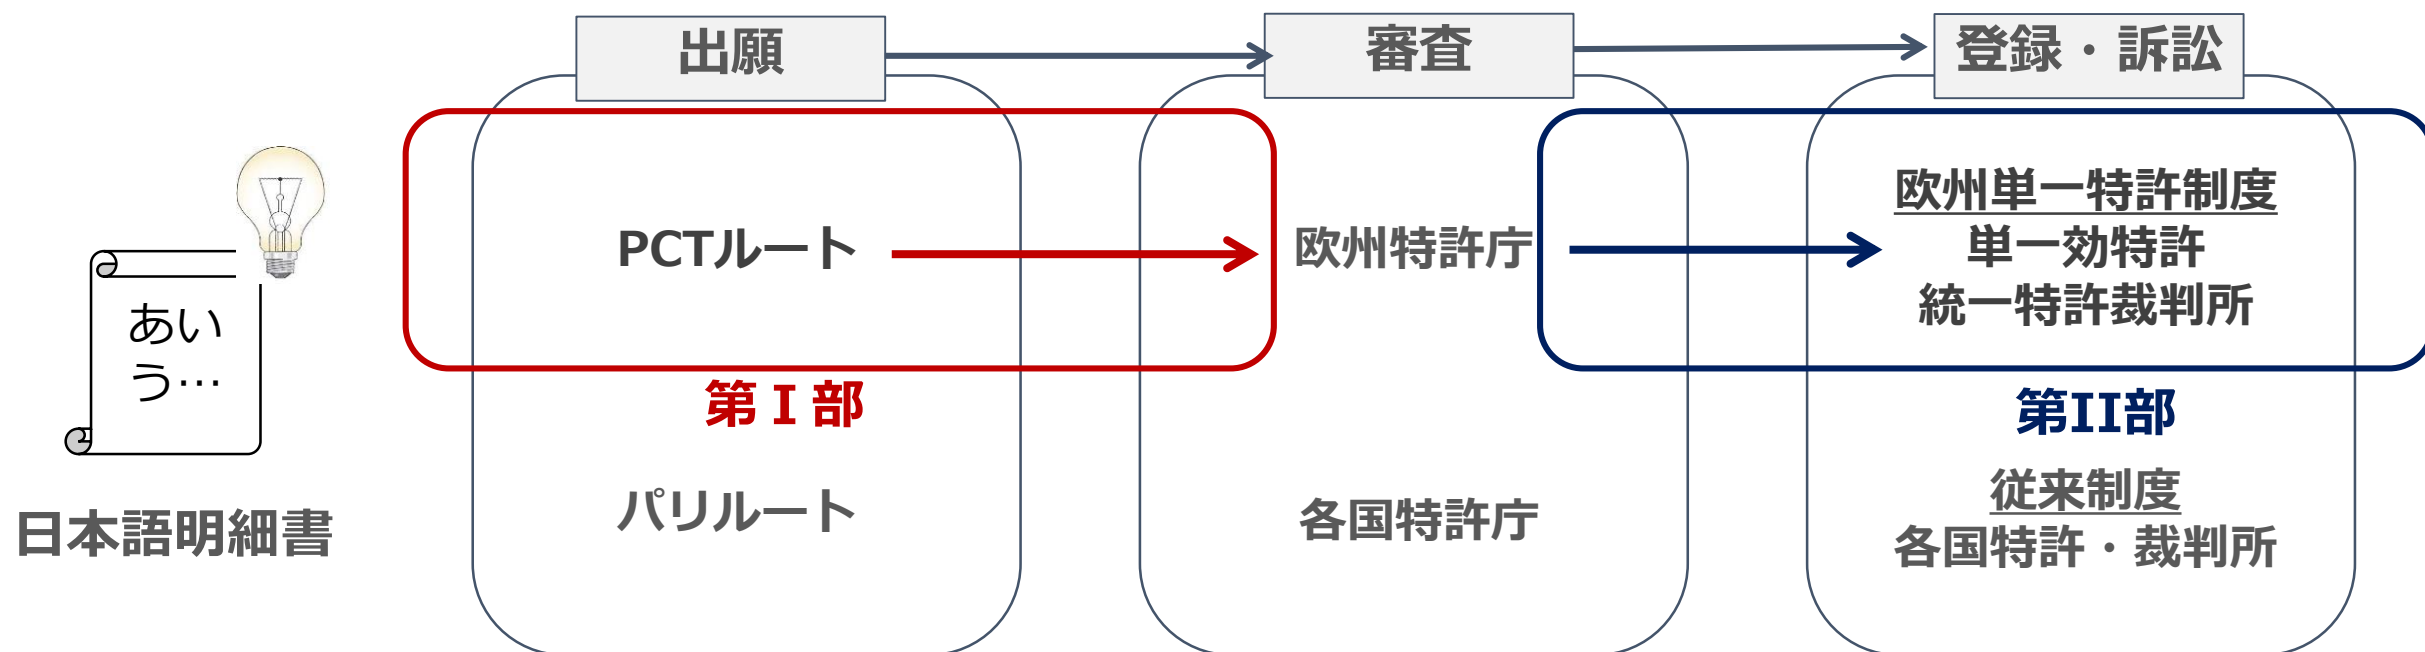 出願
審査
登録・訴訟
あい
う…
日本語明細書
PCTルート
パリルート
第Ⅰ部
欧州特許庁
各国特許庁
欧州単一特許制度
単一効特許
統一特許裁判所
第II部
従来制度
各国特許・裁判所